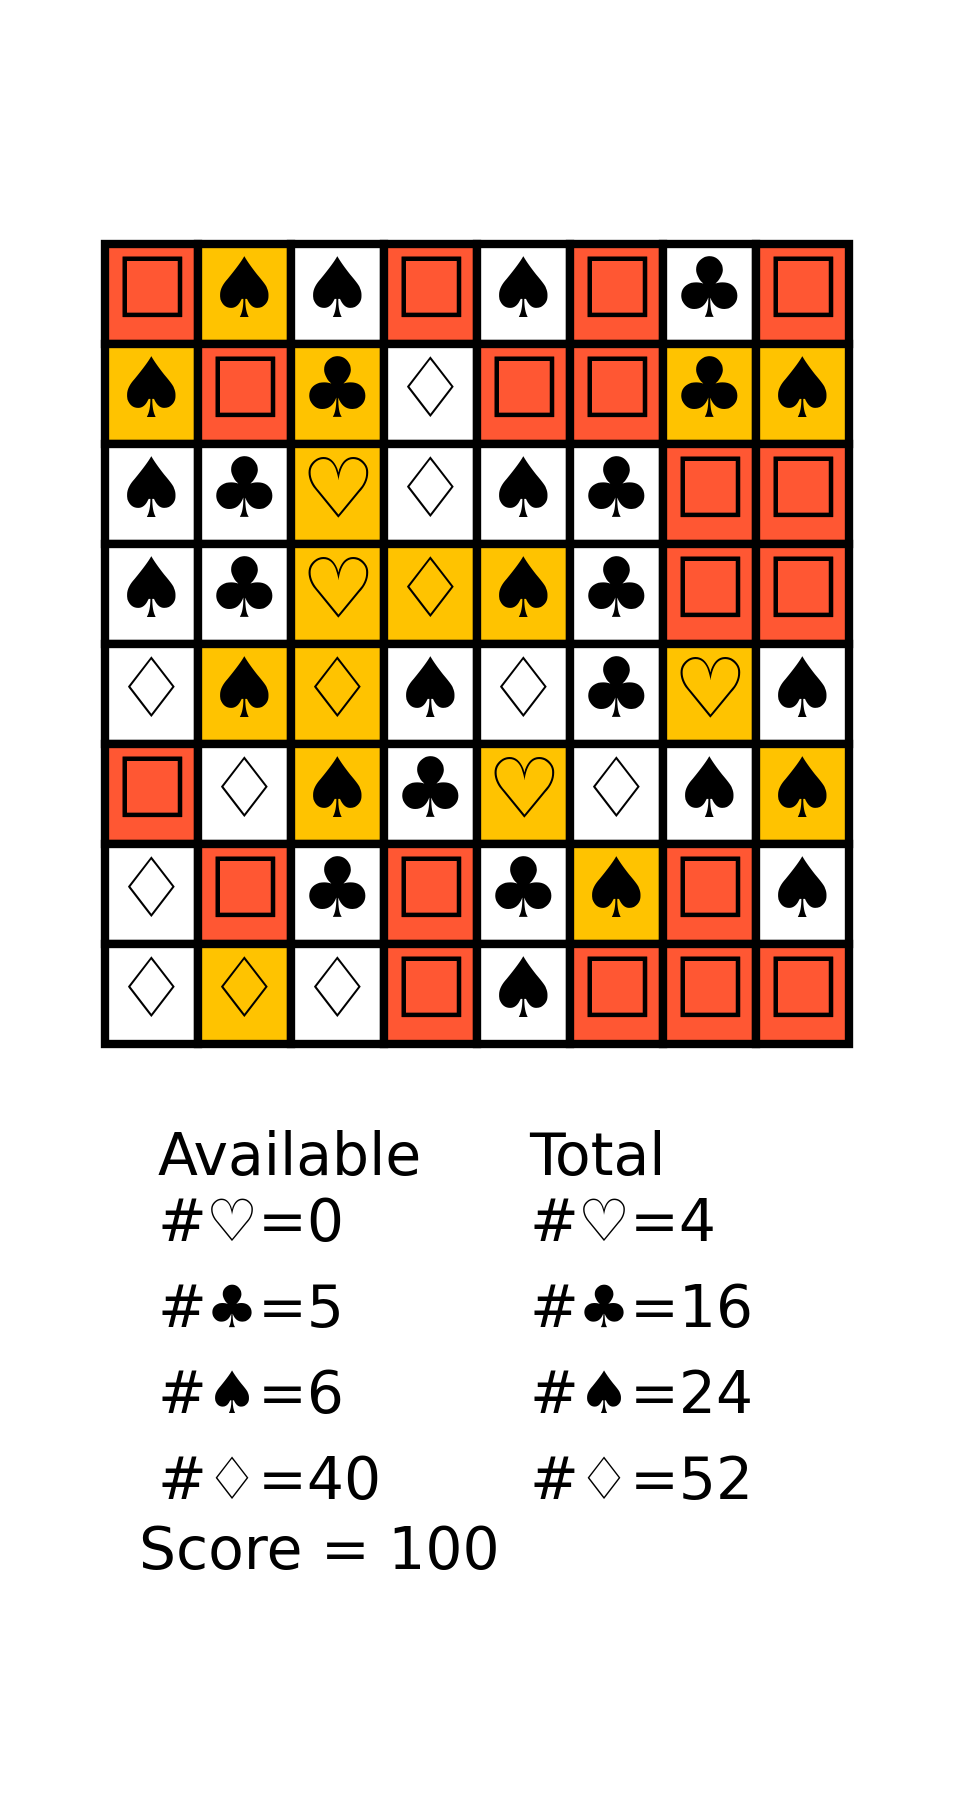 □ ♠ ♠ □ ♠ □ ♣ □
♠ □ ♣ ♢ □ □ ♣ ♠
♠ ♣ ♡ ♢ ♠ ♣ □ □
♠ ♣ ♡ ♢ ♠ ♣ □ □
♢ ♠ ♢ ♠ ♢ ♣ ♡ ♠
□ ♢ ♠ ♣ ♡ ♢ ♠ ♠
♢ □ ♣ □ ♣ ♠ □ ♠
♢ ♢ ♢ □ ♠ □ □ □
Available Total
#♡=0 #♡=4
#♣=5 #♣=16
#♠=6 #♠=24
#♢=40 #♢=52
Score = 100